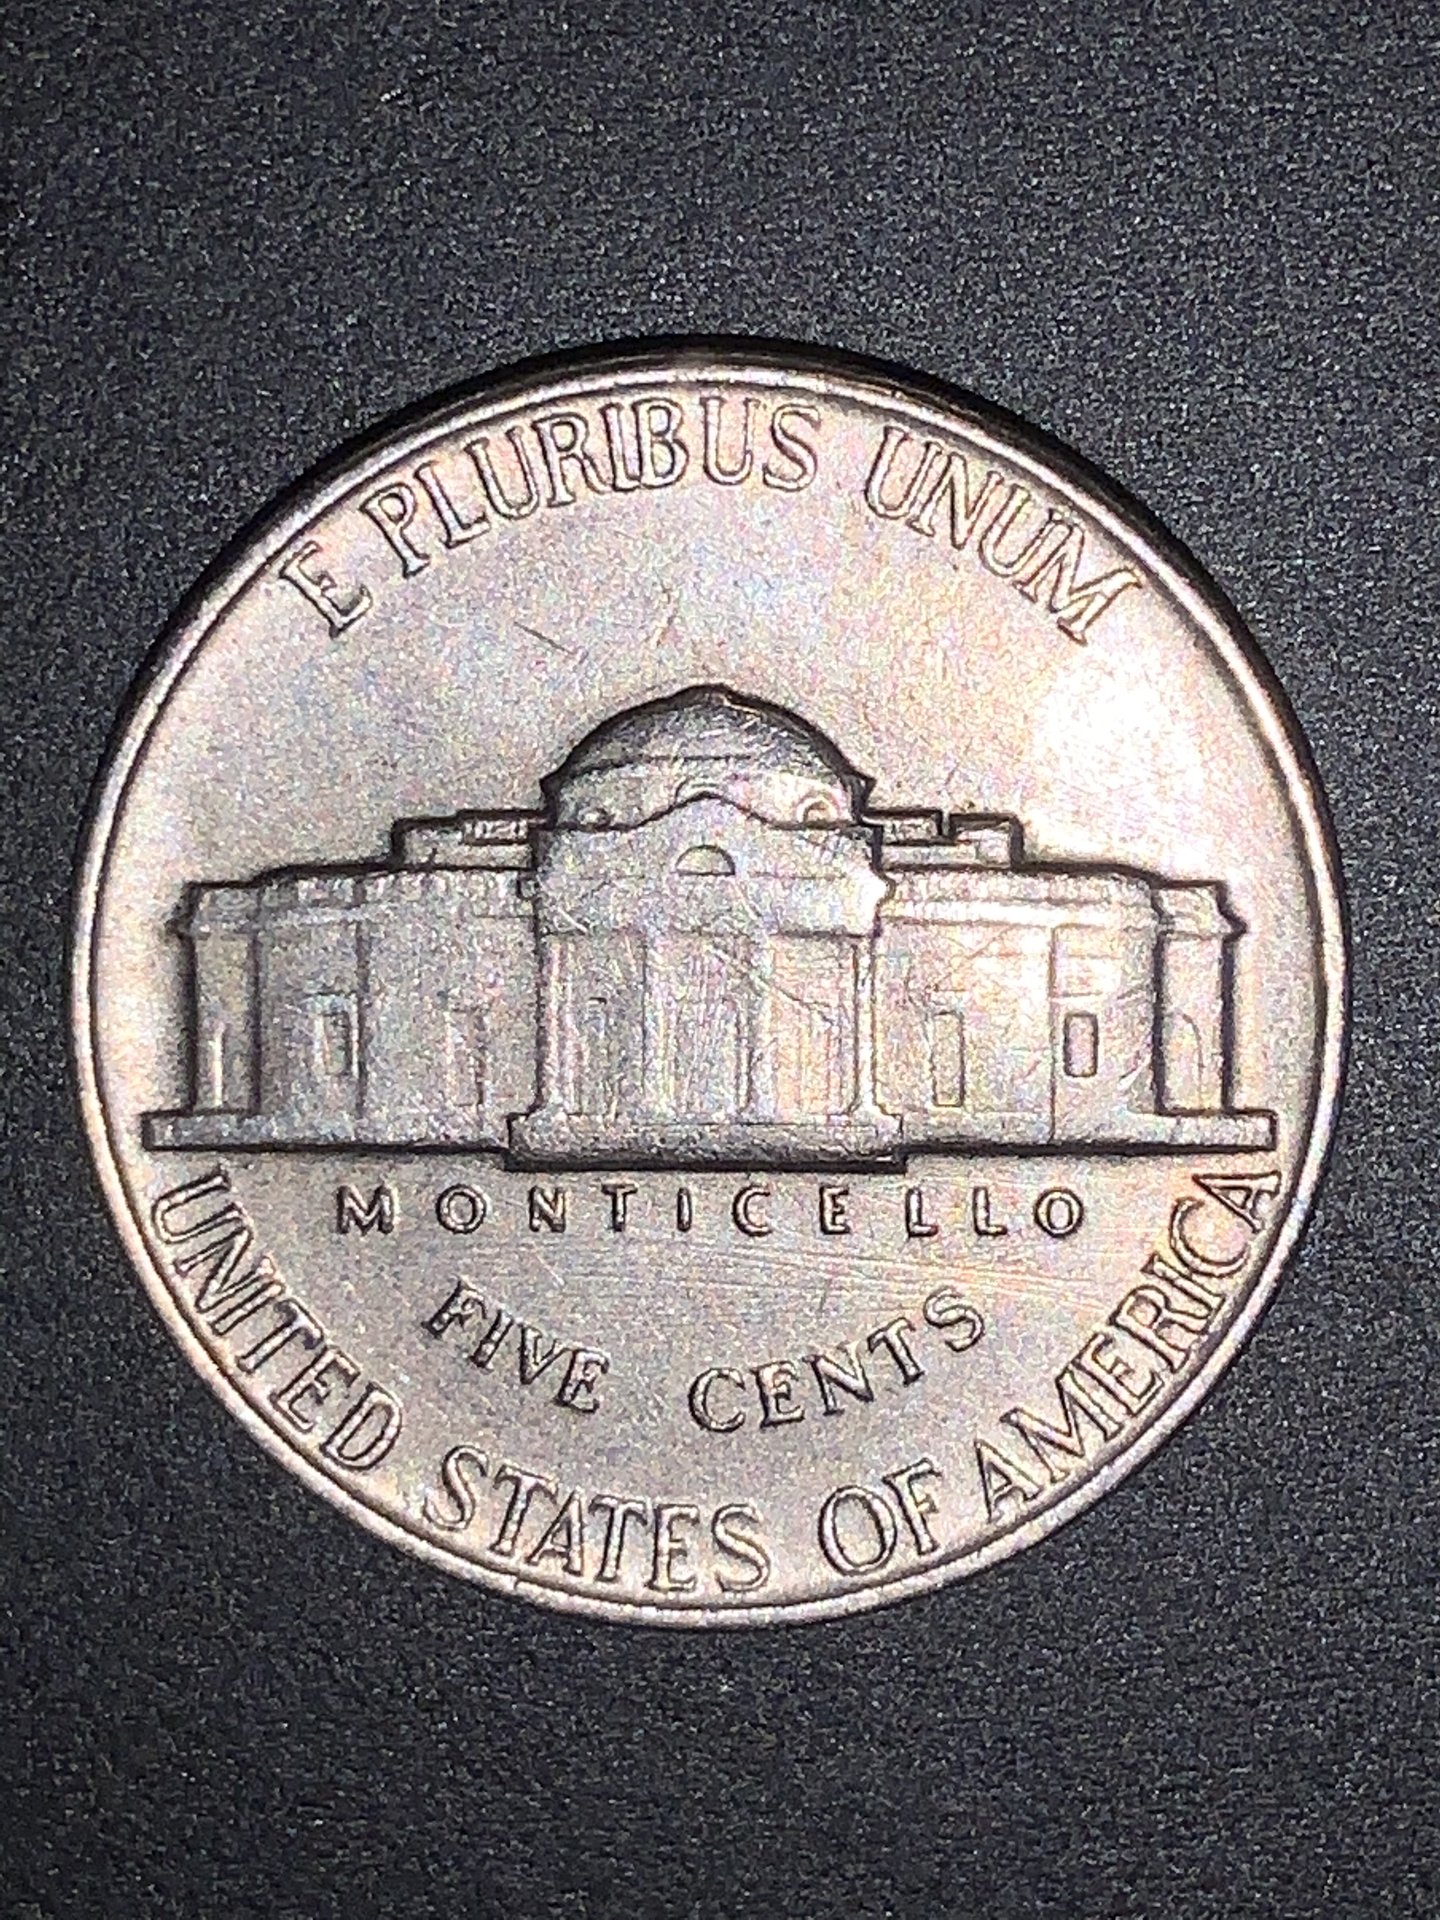 E PLURIBUS UNUM
MONTICELLO
FIVE CENTS
UNITED STATES OF AMERICA